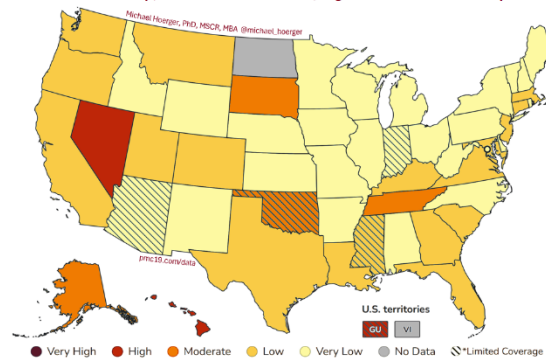 Michael Hoerger, PhD, MSCR, MBA @michael_hoerger
pmc19.com/data
U.S. territories
GU VI
Very High High Moderate Low Very Low No Data *Limited Coverage